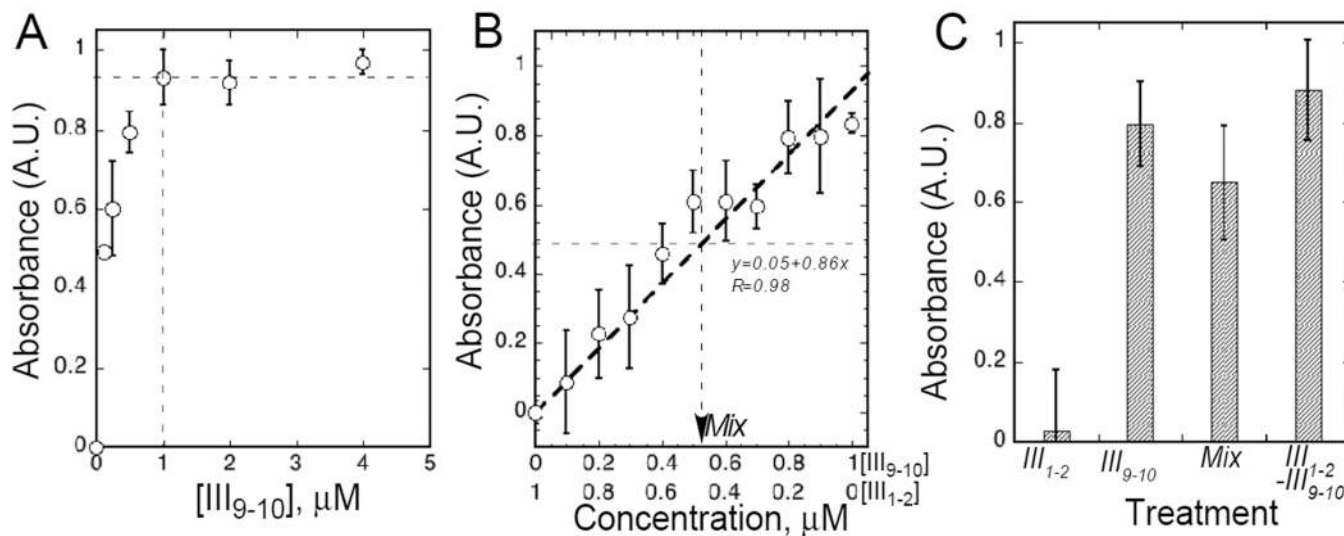 A
Absorbance (A.U.)
1
0.8
0.6
0.4
0.2
0
0 1 2 3 4 5
[III9-10], μM
B
Absorbance (A.U.)
1
0.8
0.6
0.4
0.2
0
y=0.05+0.86x
R=0.98
Mix
0 0.2 0.4 0.6 0.8 1 [III9-10]
1 0.8 0.6 0.4 0.2 0 [III1-2]
Concentration, μM
C
Absorbance (A.U.)
1
0.8
0.6
0.4
0.2
0
III1-2 III9-10 Mix III1-2
-III9-10
Treatment